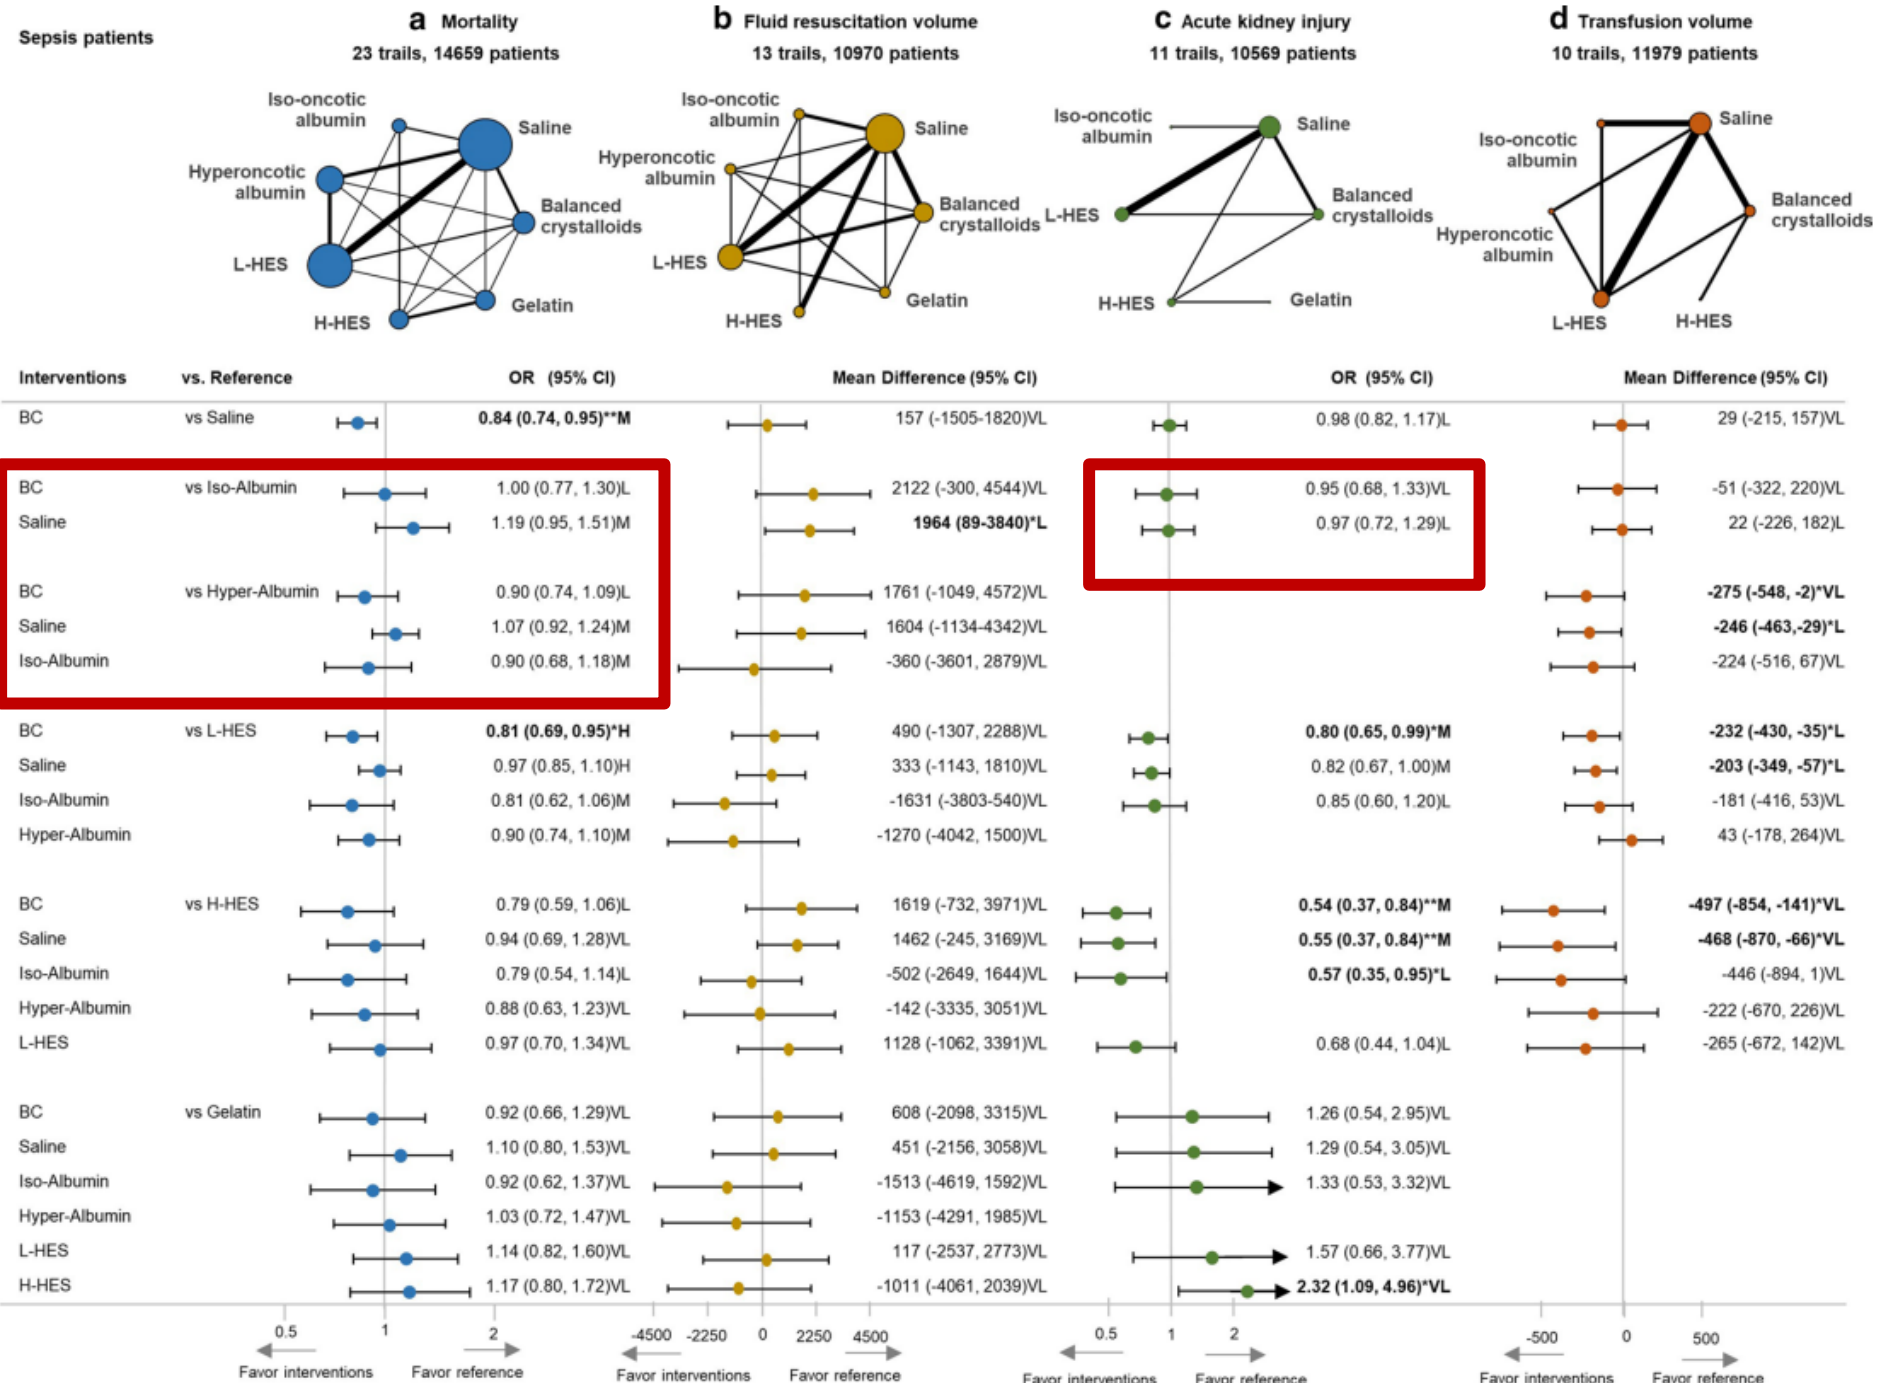 Sepsis patients
a Mortality
23 trails, 14659 patients
b Fluid resuscitation volume
13 trails, 10970 patients
c Acute kidney injury
11 trails, 10569 patients
d Transfusion volume
10 trails, 11979 patients
Iso-oncotic
albumin
Saline
Hyperoncotic
albumin
Balanced
crystalloids
L-HES
Gelatin
H-HES
Iso-oncotic
albumin
Saline
Hyperoncotic
albumin
Balanced
crystalloids
L-HES
Gelatin
H-HES
Iso-oncotic
albumin
Saline
L-HES
Balanced
crystalloids
H-HES
Gelatin
Iso-oncotic
albumin
Saline
Balanced
crystalloids
Hyperoncotic
albumin
L-HES
H-HES
Interventions vs. Reference OR (95% CI) Mean Difference (95% CI) OR (95% CI) Mean Difference (95% CI)
BC vs Saline 0.84 (0.74, 0.95)**M 157 (-1505-1820)VL 0.98 (0.82, 1.17)L 29 (-215, 157)VL
BC vs Iso-Albumin 1.00 (0.77, 1.30)L 2122 (-300, 4544)VL 0.95 (0.68, 1.33)VL -51 (-322, 220)VL
Saline 1.19 (0.95, 1.51)M 1964 (89-3840)*L 0.97 (0.72, 1.29)L 22 (-226, 182)L
BC vs Hyper-Albumin 0.90 (0.74, 1.09)L 1761 (-1049, 4572)VL -275 (-548, -2)*VL
Saline 1.07 (0.92, 1.24)M 1604 (-1134-4342)VL -246 (-463,-29)*L
Iso-Albumin 0.90 (0.68, 1.18)M -360 (-3601, 2879)VL -224 (-516, 67)VL
BC vs L-HES 0.81 (0.69, 0.95)*H 490 (-1307, 2288)VL 0.80 (0.65, 0.99)*M -232 (-430, -35)*L
Saline 0.97 (0.85, 1.10)H 333 (-1143, 1810)VL 0.82 (0.67, 1.00)M -203 (-349, -57)*L
Iso-Albumin 0.81 (0.62, 1.06)M -1631 (-3803-540)VL 0.85 (0.60, 1.20)L -181 (-416, 53)VL
Hyper-Albumin 0.90 (0.74, 1.10)M -1270 (-4042, 1500)VL 43 (-178, 264)VL
BC vs H-HES 0.79 (0.59, 1.06)L 1619 (-732, 3971)VL 0.54 (0.37, 0.84)**M -497 (-854, -141)*VL
Saline 0.94 (0.69, 1.28)VL 1462 (-245, 3169)VL 0.55 (0.37, 0.84)**M -468 (-870, -66)*VL
Iso-Albumin 0.79 (0.54, 1.14)L -502 (-2649, 1644)VL 0.57 (0.35, 0.95)*L -446 (-894, 1)VL
Hyper-Albumin 0.88 (0.63, 1.23)VL -142 (-3335, 3051)VL -222 (-670, 226)VL
L-HES 0.97 (0.70, 1.34)VL 1128 (-1062, 3391)VL 0.68 (0.44, 1.04)L -265 (-672, 142)VL
BC vs Gelatin 0.92 (0.66, 1.29)VL 608 (-2098, 3315)VL 1.26 (0.54, 2.95)VL
Saline 1.10 (0.80, 1.53)VL 451 (-2156, 3058)VL 1.29 (0.54, 3.05)VL
Iso-Albumin 0.92 (0.62, 1.37)VL -1513 (-4619, 1592)VL 1.33 (0.53, 3.32)VL
Hyper-Albumin 1.03 (0.72, 1.47)VL -1153 (-4291, 1985)VL
L-HES 1.14 (0.82, 1.60)VL 117 (-2537, 2773)VL 1.57 (0.66, 3.77)VL
H-HES 1.17 (0.80, 1.72)VL -1011 (-4061, 2039)VL 2.32 (1.09, 4.96)*VL
0.5 1 2 -4500 -2250 0 2250 4500 0.5 1 2 -500 0 500
Favor interventions Favor reference Favor interventions Favor reference Favor interventions Favor reference Favor interventions Favor reference